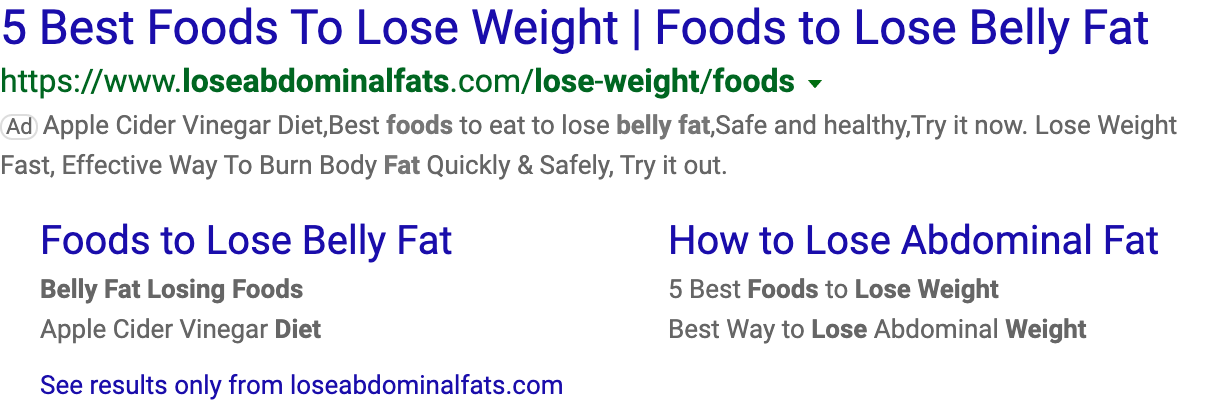 5 Best Foods To Lose Weight | Foods to Lose Belly Fat
https://www.loseabdominalfats.com/lose-weight/foods
Ad Apple Cider Vinegar Diet,Best foods to eat to lose belly fat,Safe and healthy,Try it now. Lose Weight
Fast, Effective Way To Burn Body Fat Quickly & Safely, Try it out.
Foods to Lose Belly Fat
Belly Fat Losing Foods
Apple Cider Vinegar Diet
How to Lose Abdominal Fat
5 Best Foods to Lose Weight
Best Way to Lose Abdominal Weight
See results only from loseabdominalfats.com